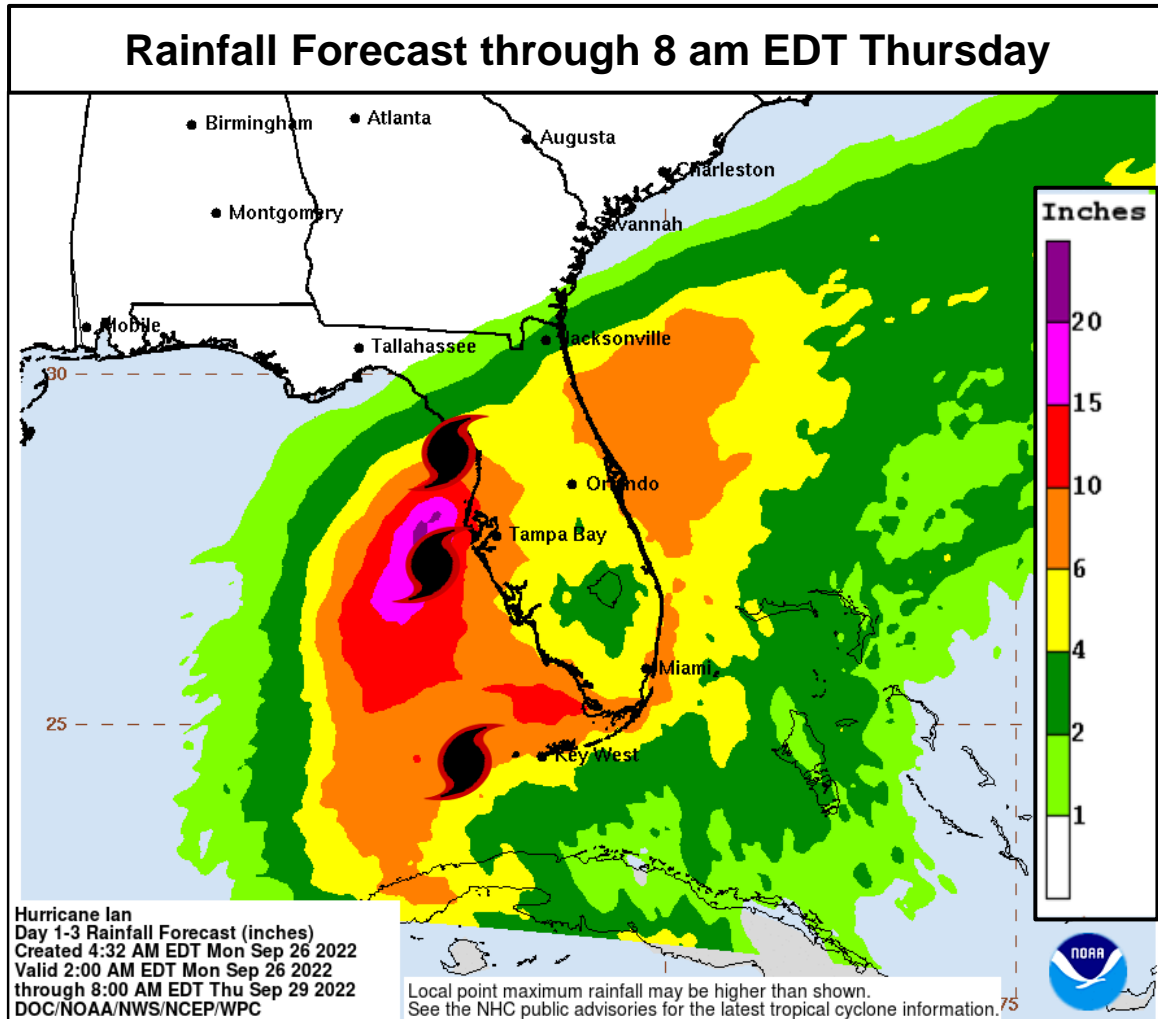 Rainfall Forecast through 8 am EDT Thursday
Birmingham
Atlanta
Augusta
Charleston
Montgomery
Savannah
Mobile
Tallahassee
Jacksonville
30
Orlando
Tampa Bay
Miami
25
Key West
Inches
20
15
10
6
4
2
1
Hurricane Ian
Day 1-3 Rainfall Forecast (inches)
Created 4:32 AM EDT Mon Sep 26 2022
Valid 2:00 AM EDT Mon Sep 26 2022
through 8:00 AM EDT Thu Sep 29 2022
DOC/NOAA/NWS/NCEP/WPC
Local point maximum rainfall may be higher than shown.
See the NHC public advisories for the latest tropical cyclone information.
75
NOAA